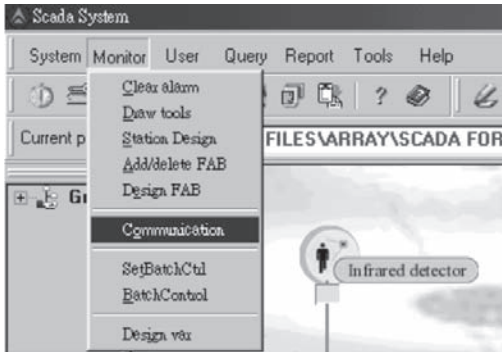 Scada System
System Monitor User Query Report Tools Help
Clear alarm
Draw tools
Current p
Station Design
FILES\ARRAY\SCADA FOR
Add/delete FAB
Design FAB
Communication
SetBatchCtrl
BatchControl
Infrared detector
Design var